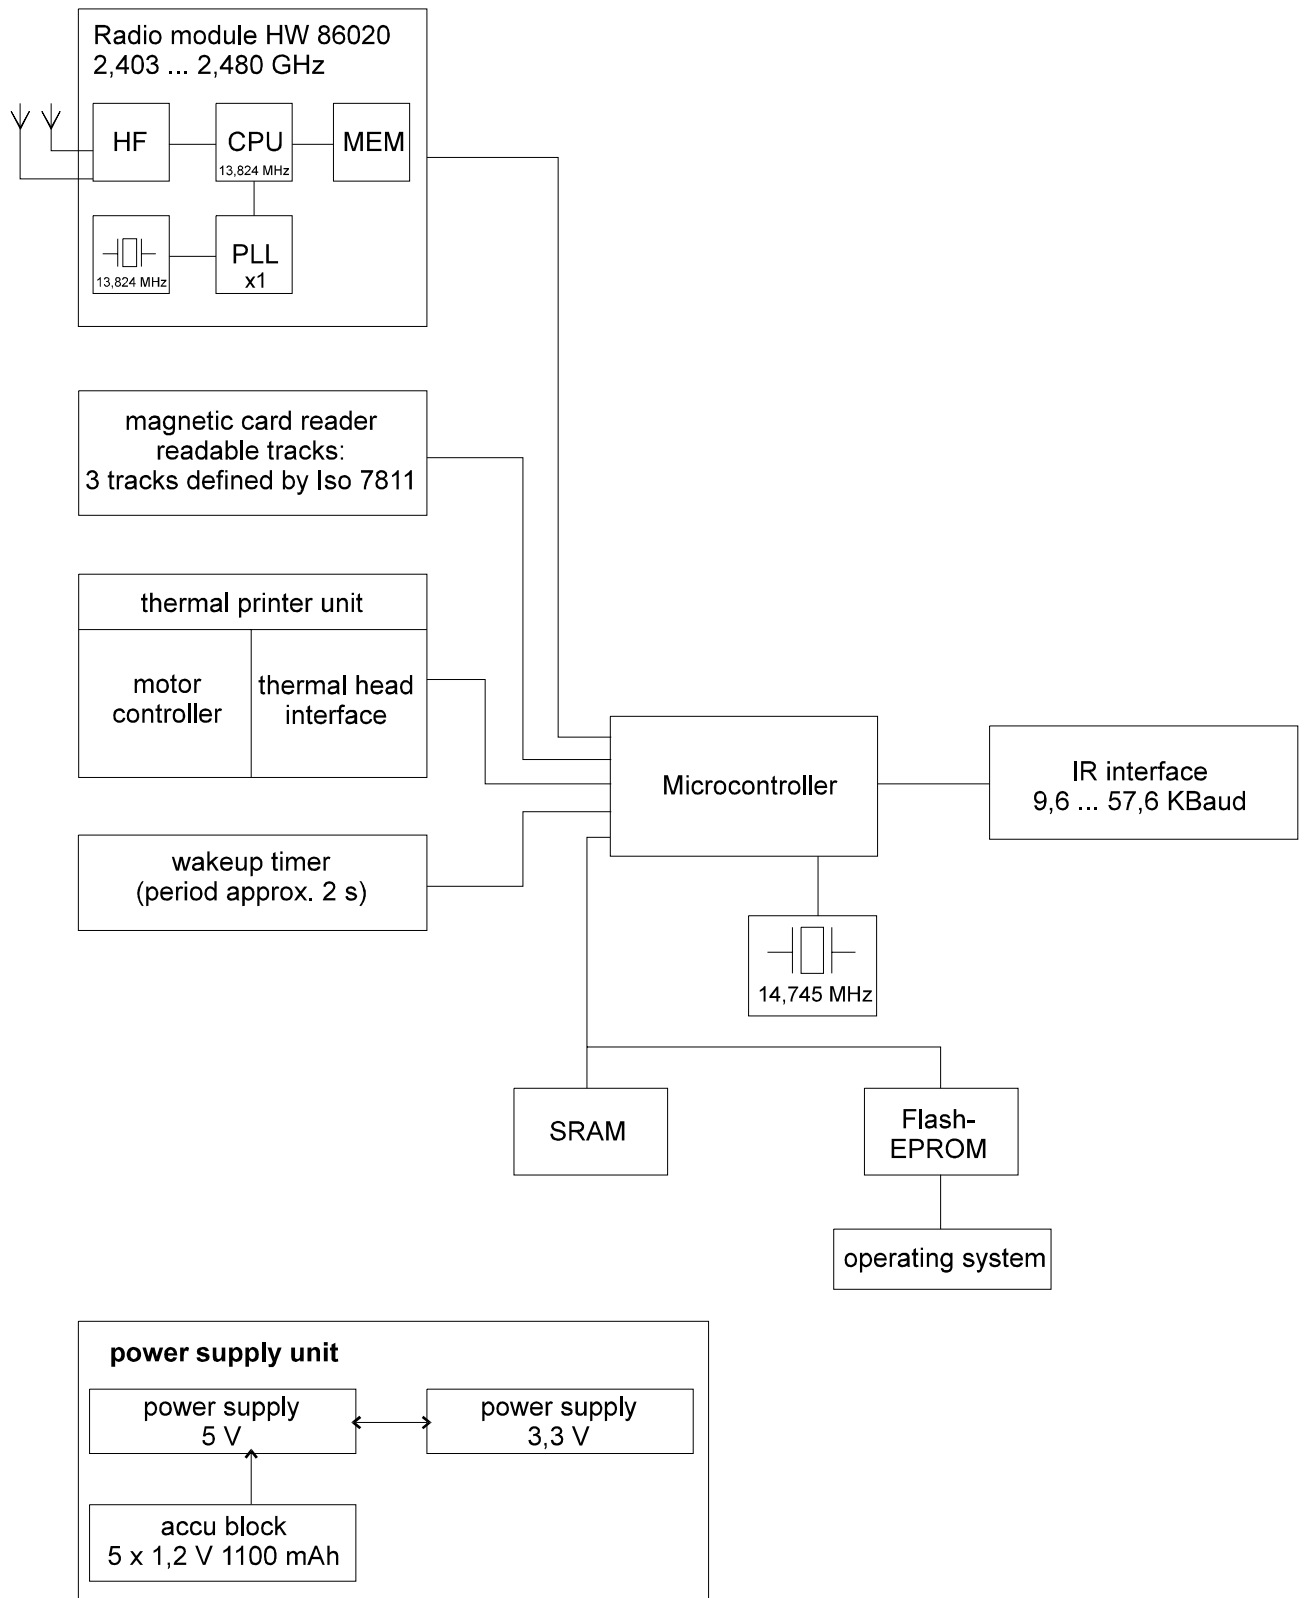 Radio module HW 86020
2,403 ... 2,480 GHz
HF
CPU
13,824 MHz
MEM
13,824 MHz
PLL
x1
magnetic card reader
readable tracks:
3 tracks defined by Iso 7811
thermal printer unit
motor
controller
thermal head
interface
Microcontroller
IR interface
9,6 ... 57,6 KBaud
wakeup timer
(period approx. 2 s)
14,745 MHz
SRAM
Flash-
EPROM
operating system
power supply unit
power supply
5 V
power supply
3,3 V
accu block
5 x 1,2 V 1100 mAh